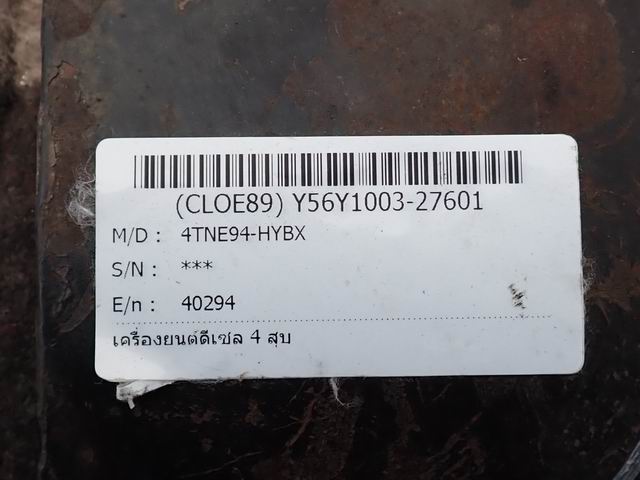 (CLOE89) Y56Y1003-27601
M/D : 4TNE94-HYBX
S/N : ***
E/n : 40294
เครื่องยนต์ดีเซล 4 สุบ